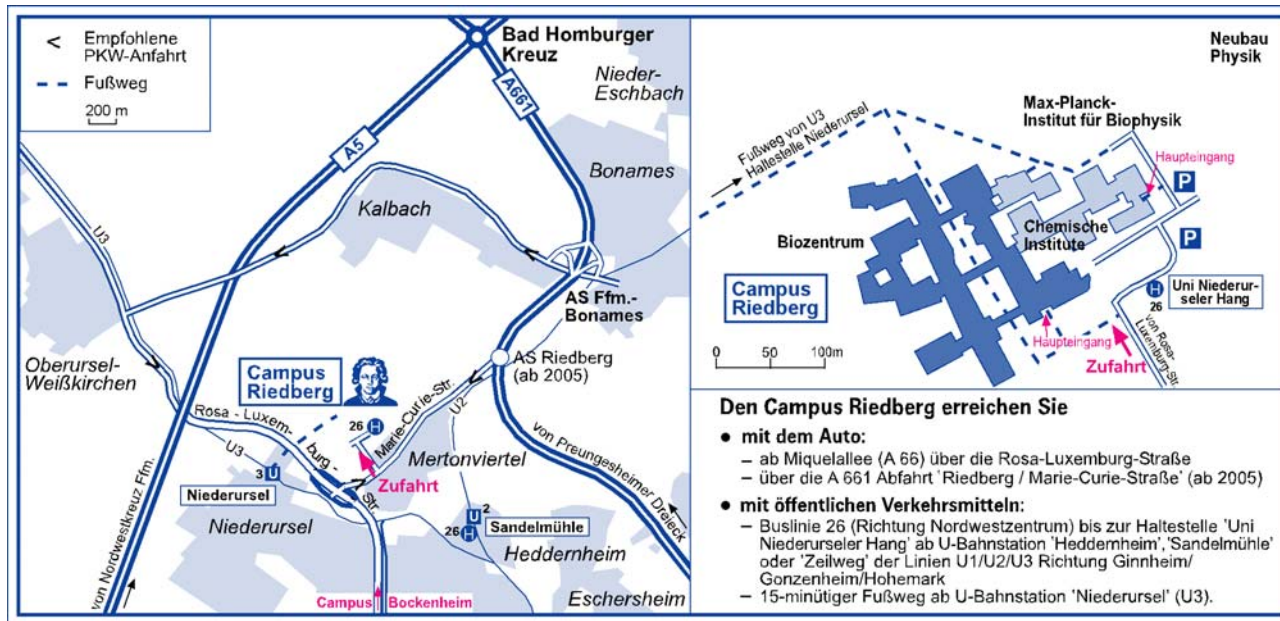 < Empfohlene
PKW-Anfahrt
Fußweg
200 m
Bad Homburger
Kreuz
Nieder-
Eschbach
A661
A5
Bonames
Kalbach
U3
AS Ffm.-
Bonames
AS Riedberg
(ab 2005)
Oberursel-
Weißkirchen
Campus
Riedberg
Rosa - Luxem-
burg -
Str.
Marie-Curie-Str.
U2
U3
26 H
3 U
Zufahrt
Mertonviertel
von Preungesheimer
Dreieck
Niederursel
Niederursel
U 2
26 H
Sandelmühle
Heddernheim
Eschersheim
von Nordwestkreuz Ffm.
Campus Bockenheim
Neubau
Physik
Max-Planck-
Institut für Biophysik
Fußweg von U3
Haltestelle Niederursel
Haupteingang
P
P
Chemische
Institute
Biozentrum
Campus
Riedberg
H
26
Uni Niederur-
seler Hang
von Rosa-
Luxemburg-Str.
Haupteingang
Zufahrt
0 50 100m
Den Campus Riedberg erreichen Sie
• mit dem Auto:
– ab Miquelallee (A 66) über die Rosa-Luxemburg-Straße
– über die A 661 Abfahrt 'Riedberg / Marie-Curie-Straße' (ab 2005)
• mit öffentlichen Verkehrsmitteln:
– Buslinie 26 (Richtung Nordwestzentrum) bis zur Haltestelle 'Uni
Niederurseler Hang' ab U-Bahnstation 'Heddernheim', 'Sandelmühle'
oder 'Zeilweg' der Linien U1/U2/U3 Richtung Ginnheim/
Gonzenheim/Hohemark
– 15-minütiger Fußweg ab U-Bahnstation 'Niederursel' (U3).